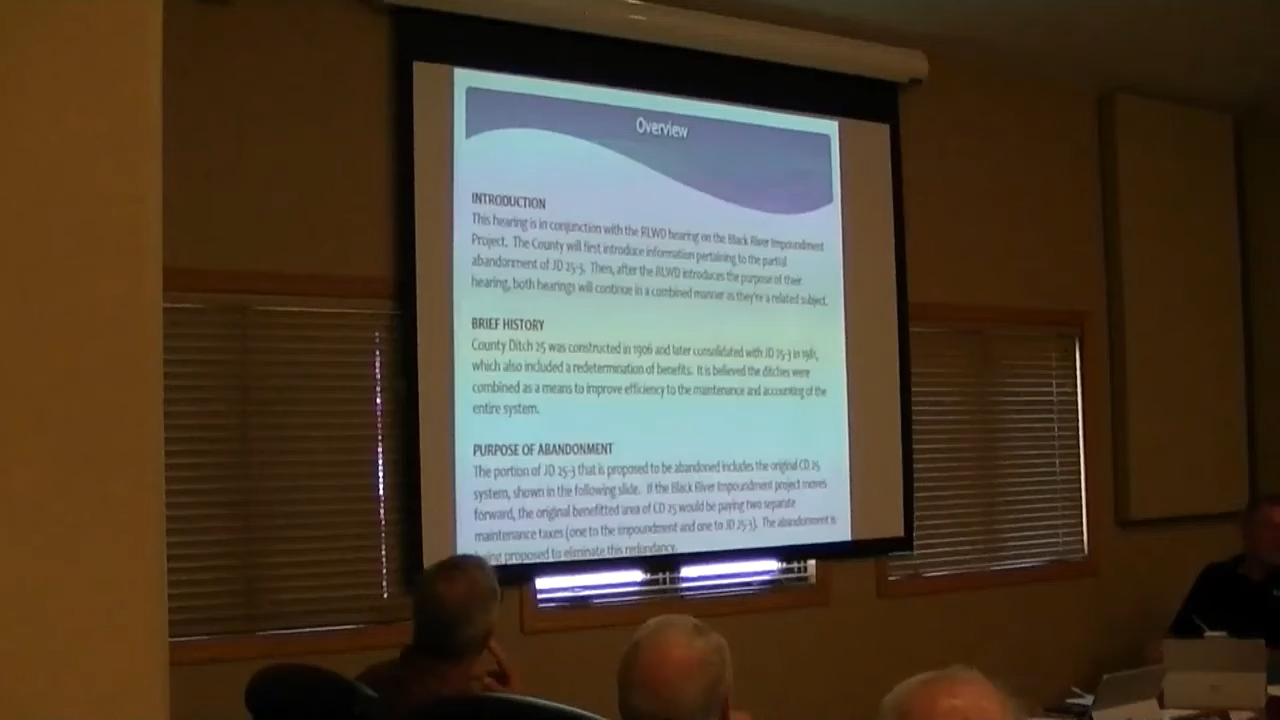 Overview
INTRODUCTION
This hearing is in conjunction with the RLWD hearing on the Black River Impoundment
Project. The County will first introduce information pertaining to the partial
abandonment of JD 25-3. Then, after the RLWD introduces the purpose of their
hearing, both hearings will continue in a combined manner as they're a related subject.
BRIEF HISTORY
County Ditch 25 was constructed in 1906 and later consolidated with JD 25-3 in
which also included a redetermination of benefits. It is believed the ditches were
combined as a means to improve efficiency to the maintenance and accounting of the
entire system.
PURPOSE OF ABANDONMENT
The portion of JD 25-3 that is proposed to be abandoned includes the original CD 25
system, shown in the following slide. If the Black River Impoundment project moves
forward, the original benefitted area of CD 25 would be paying two separate
maintenance taxes (one to the impoundment and one to JD 25-3). The abandonment is
being proposed to eliminate this redundancy.